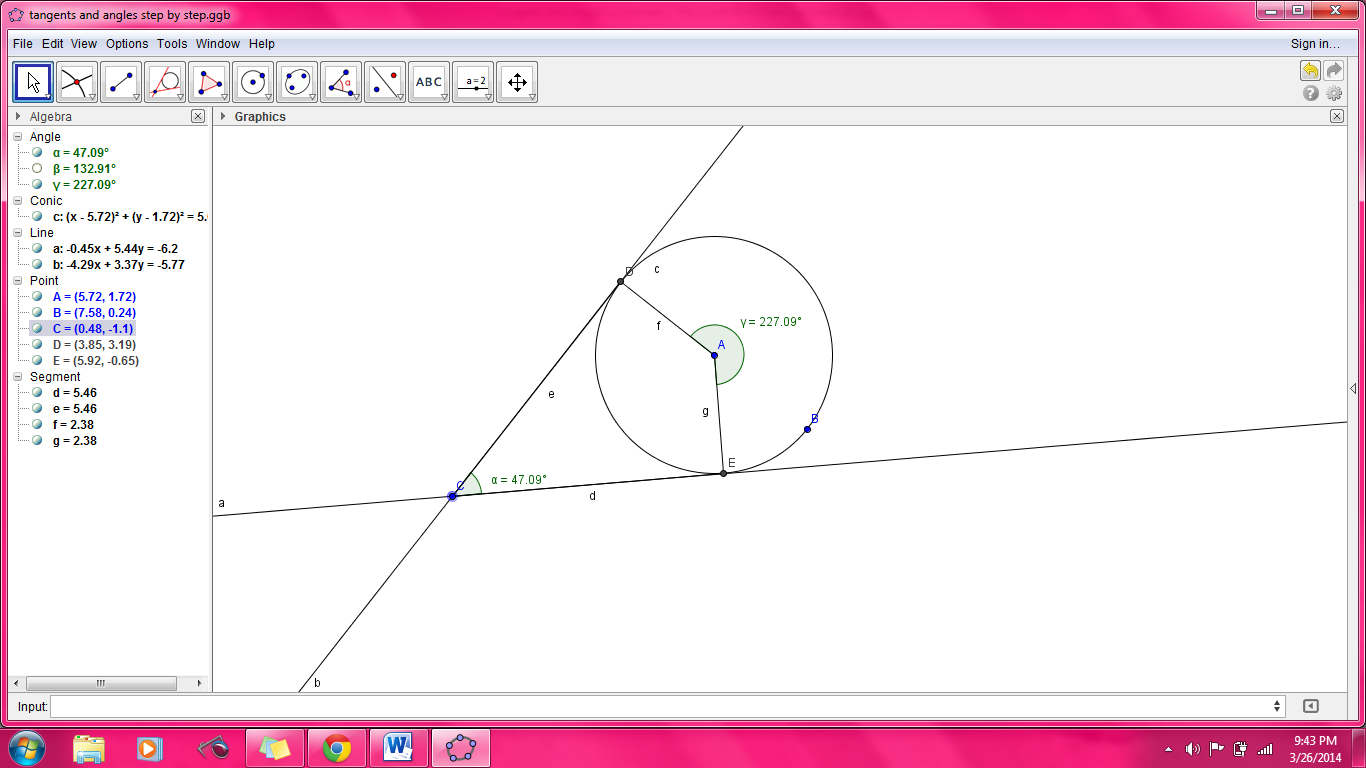 tangents and angles step by step.ggb
File Edit View Options Tools Window Help Sign in...
ABC a = 2
Algebra
Graphics
Angle
α = 47.09°
β = 132.91°
γ = 227.09°
Conic
c: (x - 5.72)² + (y - 1.72)² = 5.
Line
a: -0.45x + 5.44y = -6.2
b: -4.29x + 3.37y = -5.77
Point
A = (5.72, 1.72)
B = (7.58, 0.24)
C = (0.48, -1.1)
D = (3.85, 3.19)
E = (5.92, -0.65)
Segment
d = 5.46
e = 5.46
f = 2.38
g = 2.38
D
c
f
γ = 227.09°
A
e
g
B
E
C
α = 47.09°
d
a
b
Input:
9:43 PM
3/26/2014